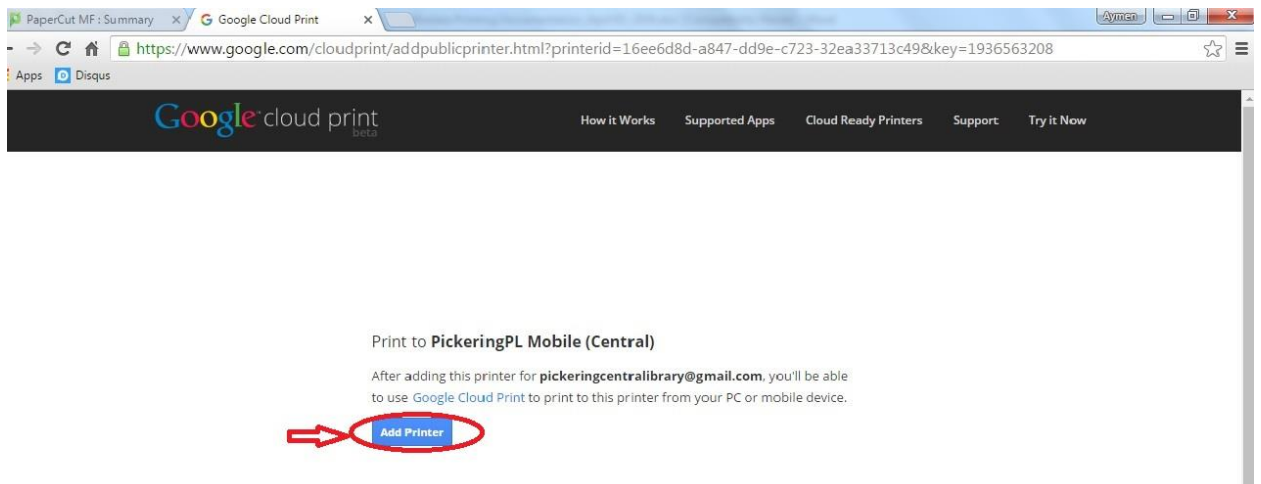 PaperCut MF : Summary
Google Cloud Print
Aymen
https://www.google.com/cloudprint/addpublicprinter.html?printerid=16ee6d8d-a847-dd9e-c723-32ea33713c49&key=1936563208
Apps
Disqus
Google cloud print
beta
How it Works
Supported Apps
Cloud Ready Printers
Support
Try it Now
Print to PickeringPL Mobile (Central)
After adding this printer for pickeringcentralibrary@gmail.com, you'll be able
to use Google Cloud Print to print to this printer from your PC or mobile device.
Add Printer